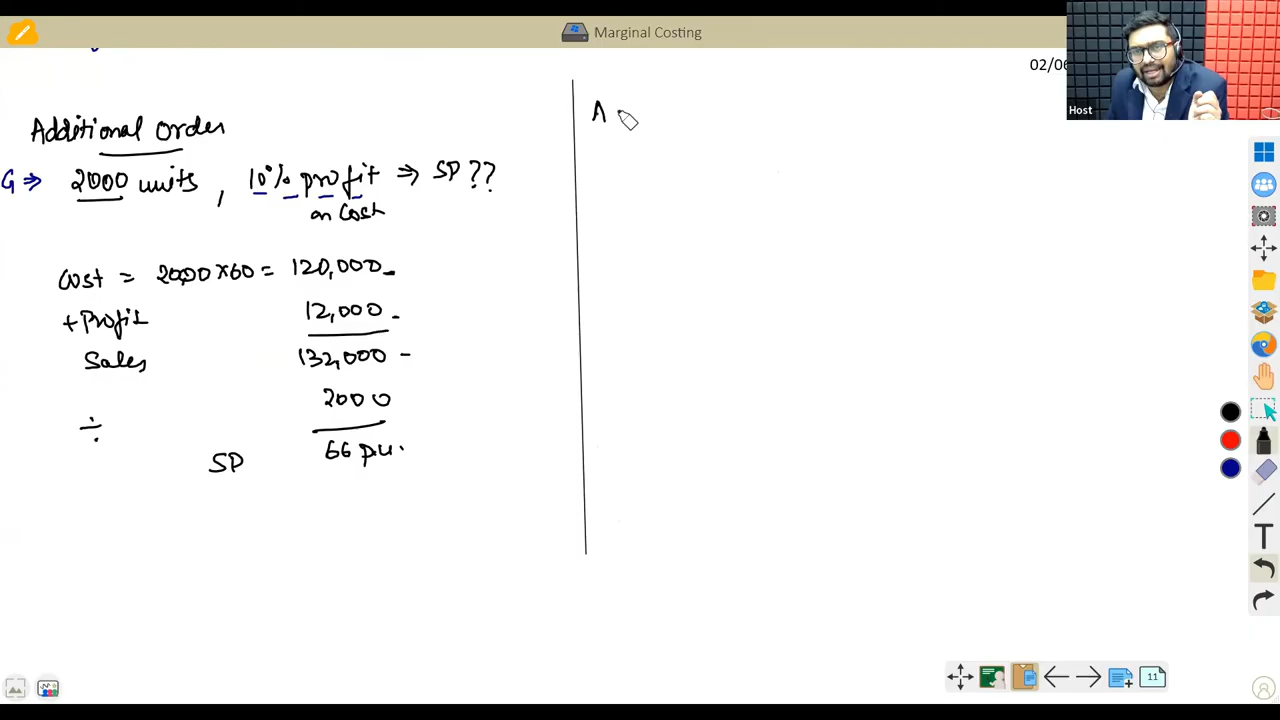 Marginal Costing
02/06
Host
Additional order
G ⇒ 2000 units, 10% profit ⇒ SP??
on Cost
Cost = 2000×60 = 120,000
+Profit 12,000
Sales 132,000
÷ 2000
SP 66 p.u.
A
T
11